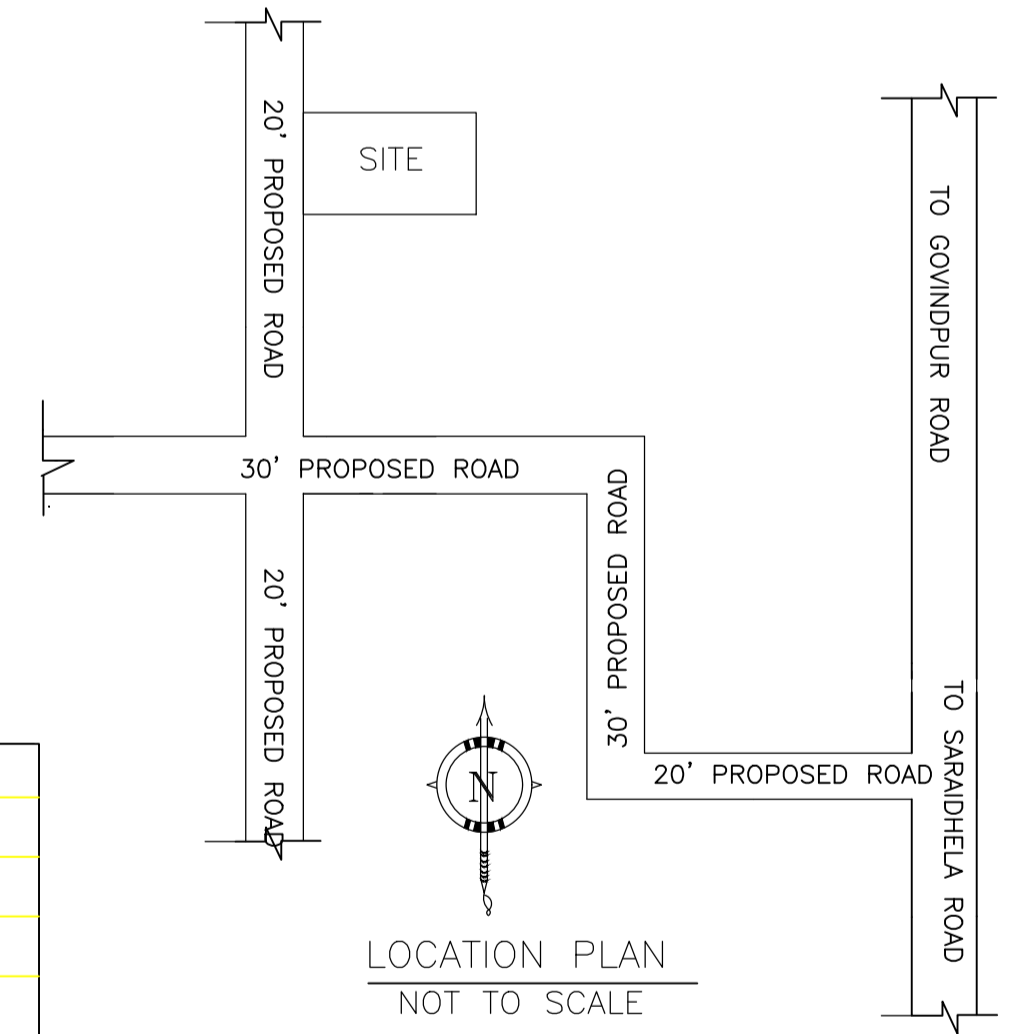 20' PROPOSED ROAD
SITE
TO GOVINDPUR ROAD
30' PROPOSED ROAD
30' PROPOSED ROAD
20' PROPOSED ROAD
20' PROPOSED ROAD
TO SARAIDHELA ROAD
N
LOCATION PLAN
NOT TO SCALE